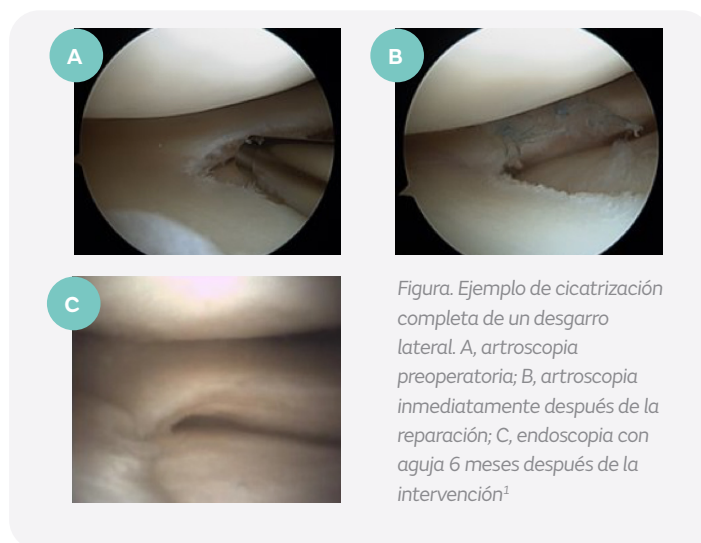 A
B
C
Figura. Ejemplo de cicatrización
completa de un desgarro
lateral. A, artroscopia
preoperatoria; B, artroscopia
inmediatamente después de la
reparación; C, endoscopia con
aguja 6 meses después de la
intervención¹